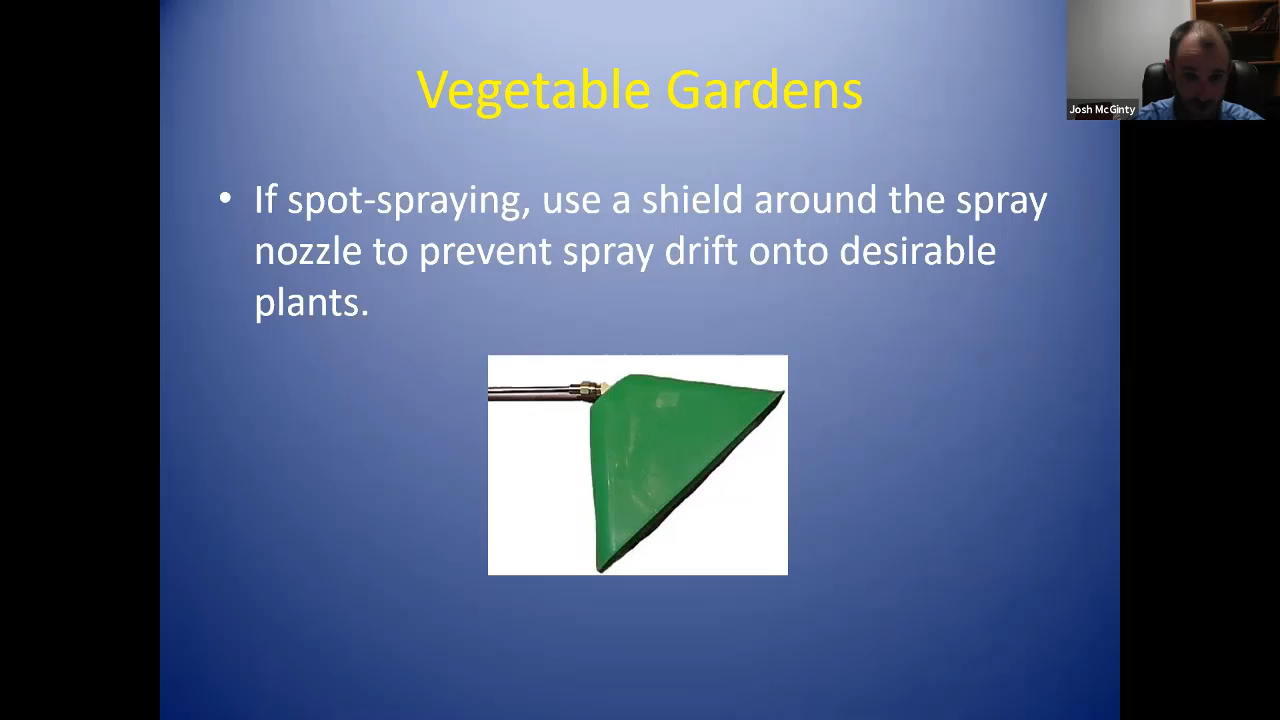 Vegetable Gardens
Josh McGinty
• If spot-spraying, use a shield around the spray
nozzle to prevent spray drift onto desirable
plants.